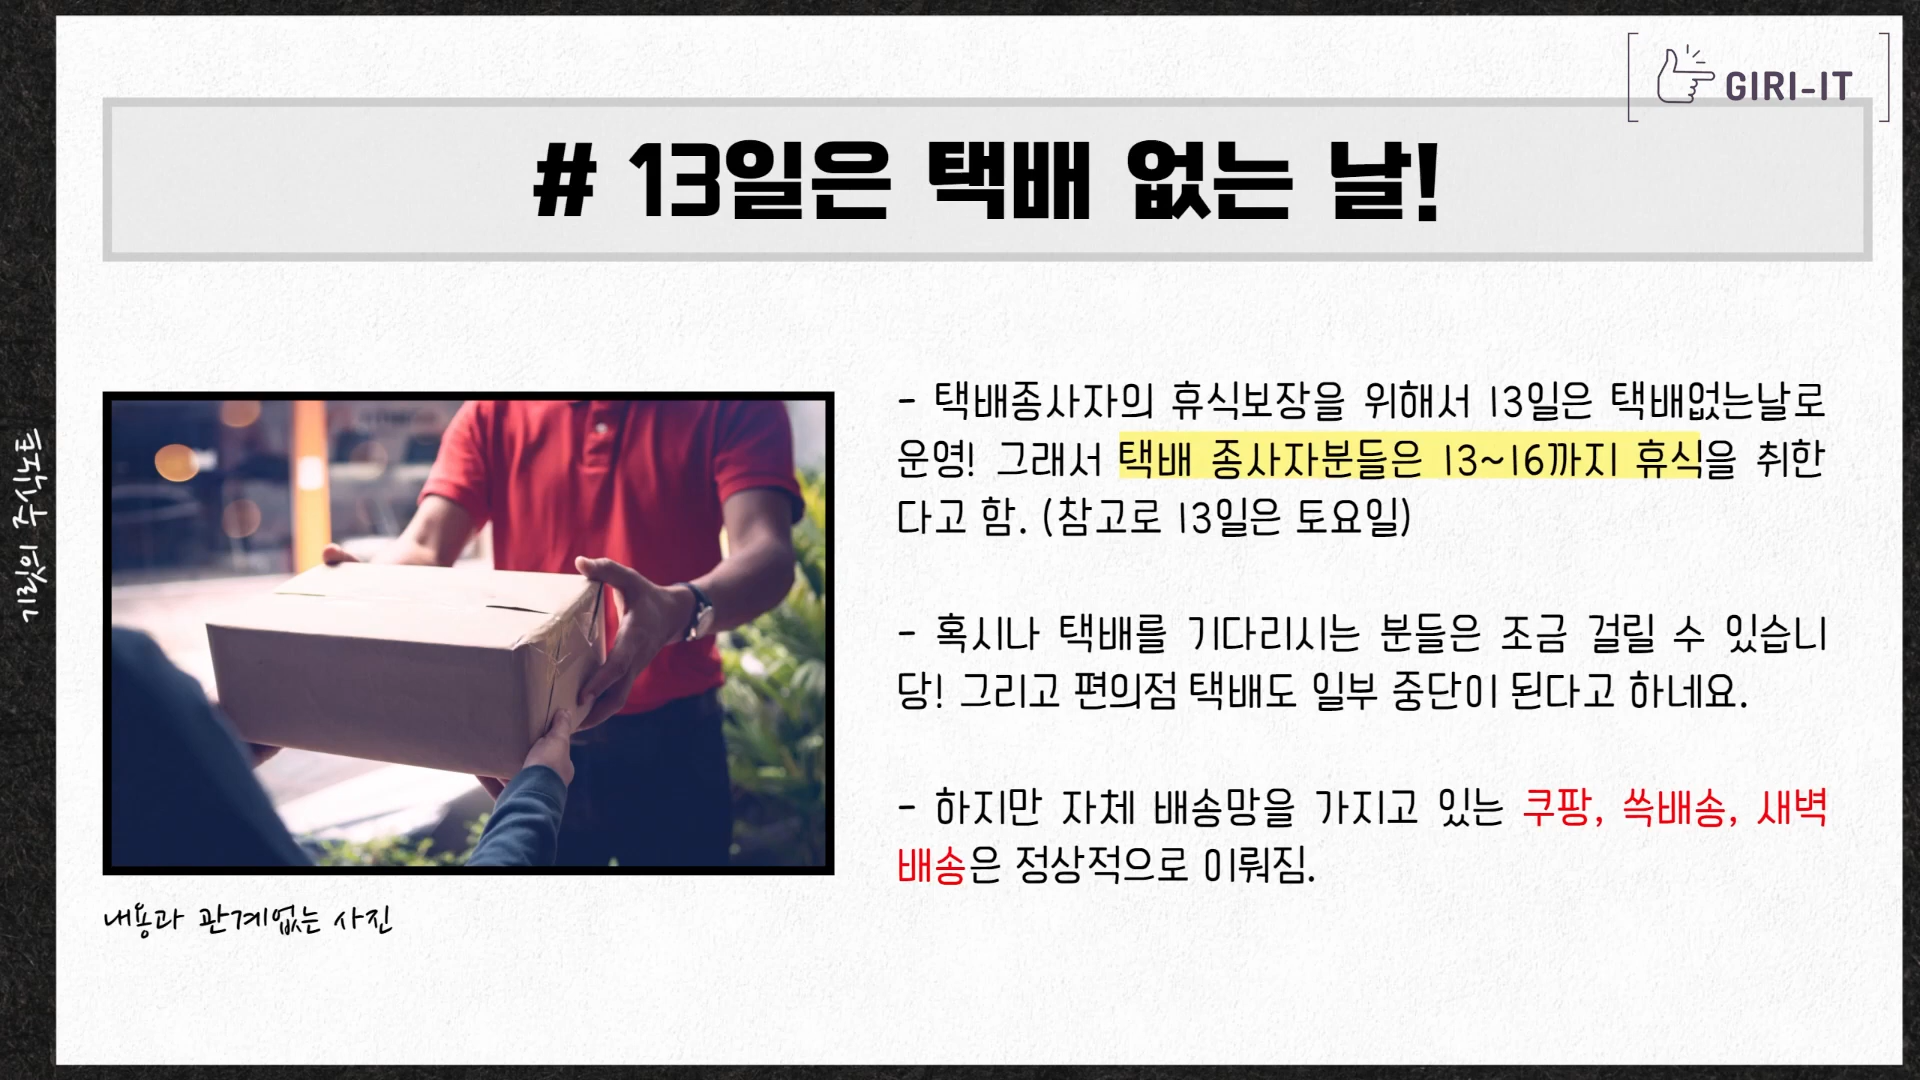 GIRI-IT
# 13일은 택배 없는 날!
- 택배종사자의 휴식보장을 위해서 13일은 택배없는날로
운영! 그래서 택배 종사자분들은 13~16까지 휴식을 취한
다고 함. (참고로 13일은 토요일)
- 혹시나 택배를 기다리시는 분들은 조금 걸릴 수 있습니
당! 그리고 편의점 택배도 일부 중단이 된다고 하네요.
- 하지만 자체 배송망을 가지고 있는 쿠팡, 쓱배송, 새벽
배송은 정상적으로 이뤄짐.
내용과 관계없는 사진
기릿의 주식노트